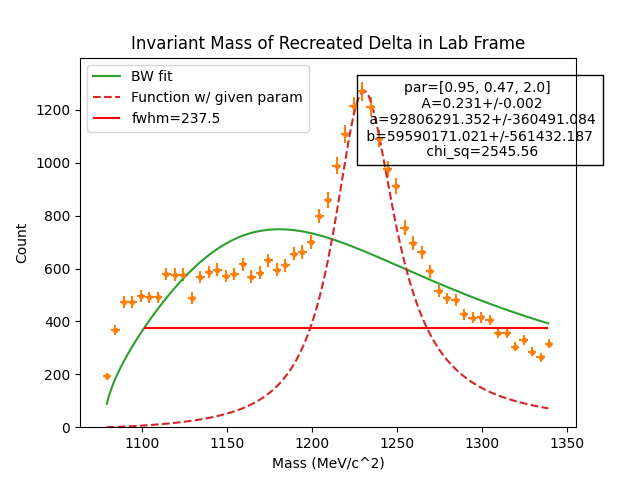 Invariant Mass of Recreated Delta in Lab Frame
BW fit
Function w/ given param
fwhm=237.5
par=[0.95, 0.47, 2.0]
A=0.231+/-0.002
a=92806291.352+/-360491.084
b=59590171.021+/-561432.187
chi_sq=2545.56
Count
1200
1000
800
600
400
200
0
1100 1150 1200 1250 1300 1350
Mass (MeV/c^2)